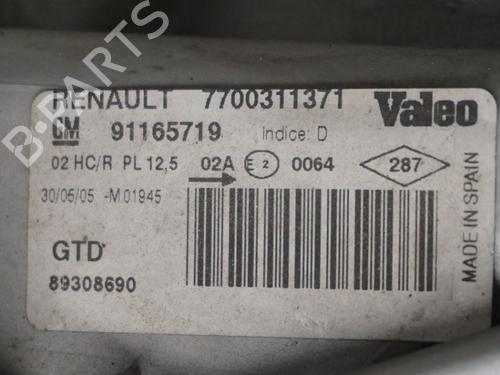 RENAULT 7700311371 Valeo
GM 91165719 Indice: D
02 HC/R PL 12,5 02A E 2 0064 287
30/05/05 -M 01945
GTD
89308690
MADE IN SPAIN
B-PARTS